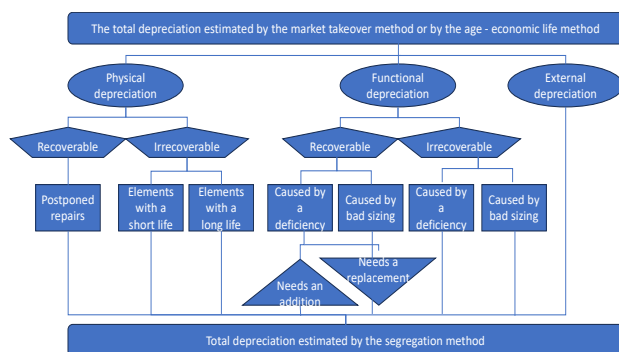 The total depreciation estimated by the market takeover method or by the age - economic life method
Physical
depreciation
Functional
depreciation
External
depreciation
Recoverable
Irrecoverable
Recoverable
Irrecoverable
Postponed
repairs
Elements
with a
short life
Elements
with a
long life
Caused by
a
deficiency
Caused by
bad sizing
Caused by
a
deficiency
Caused by
bad sizing
Needs an
addition
Needs a
replacement
Total depreciation estimated by the segregation method